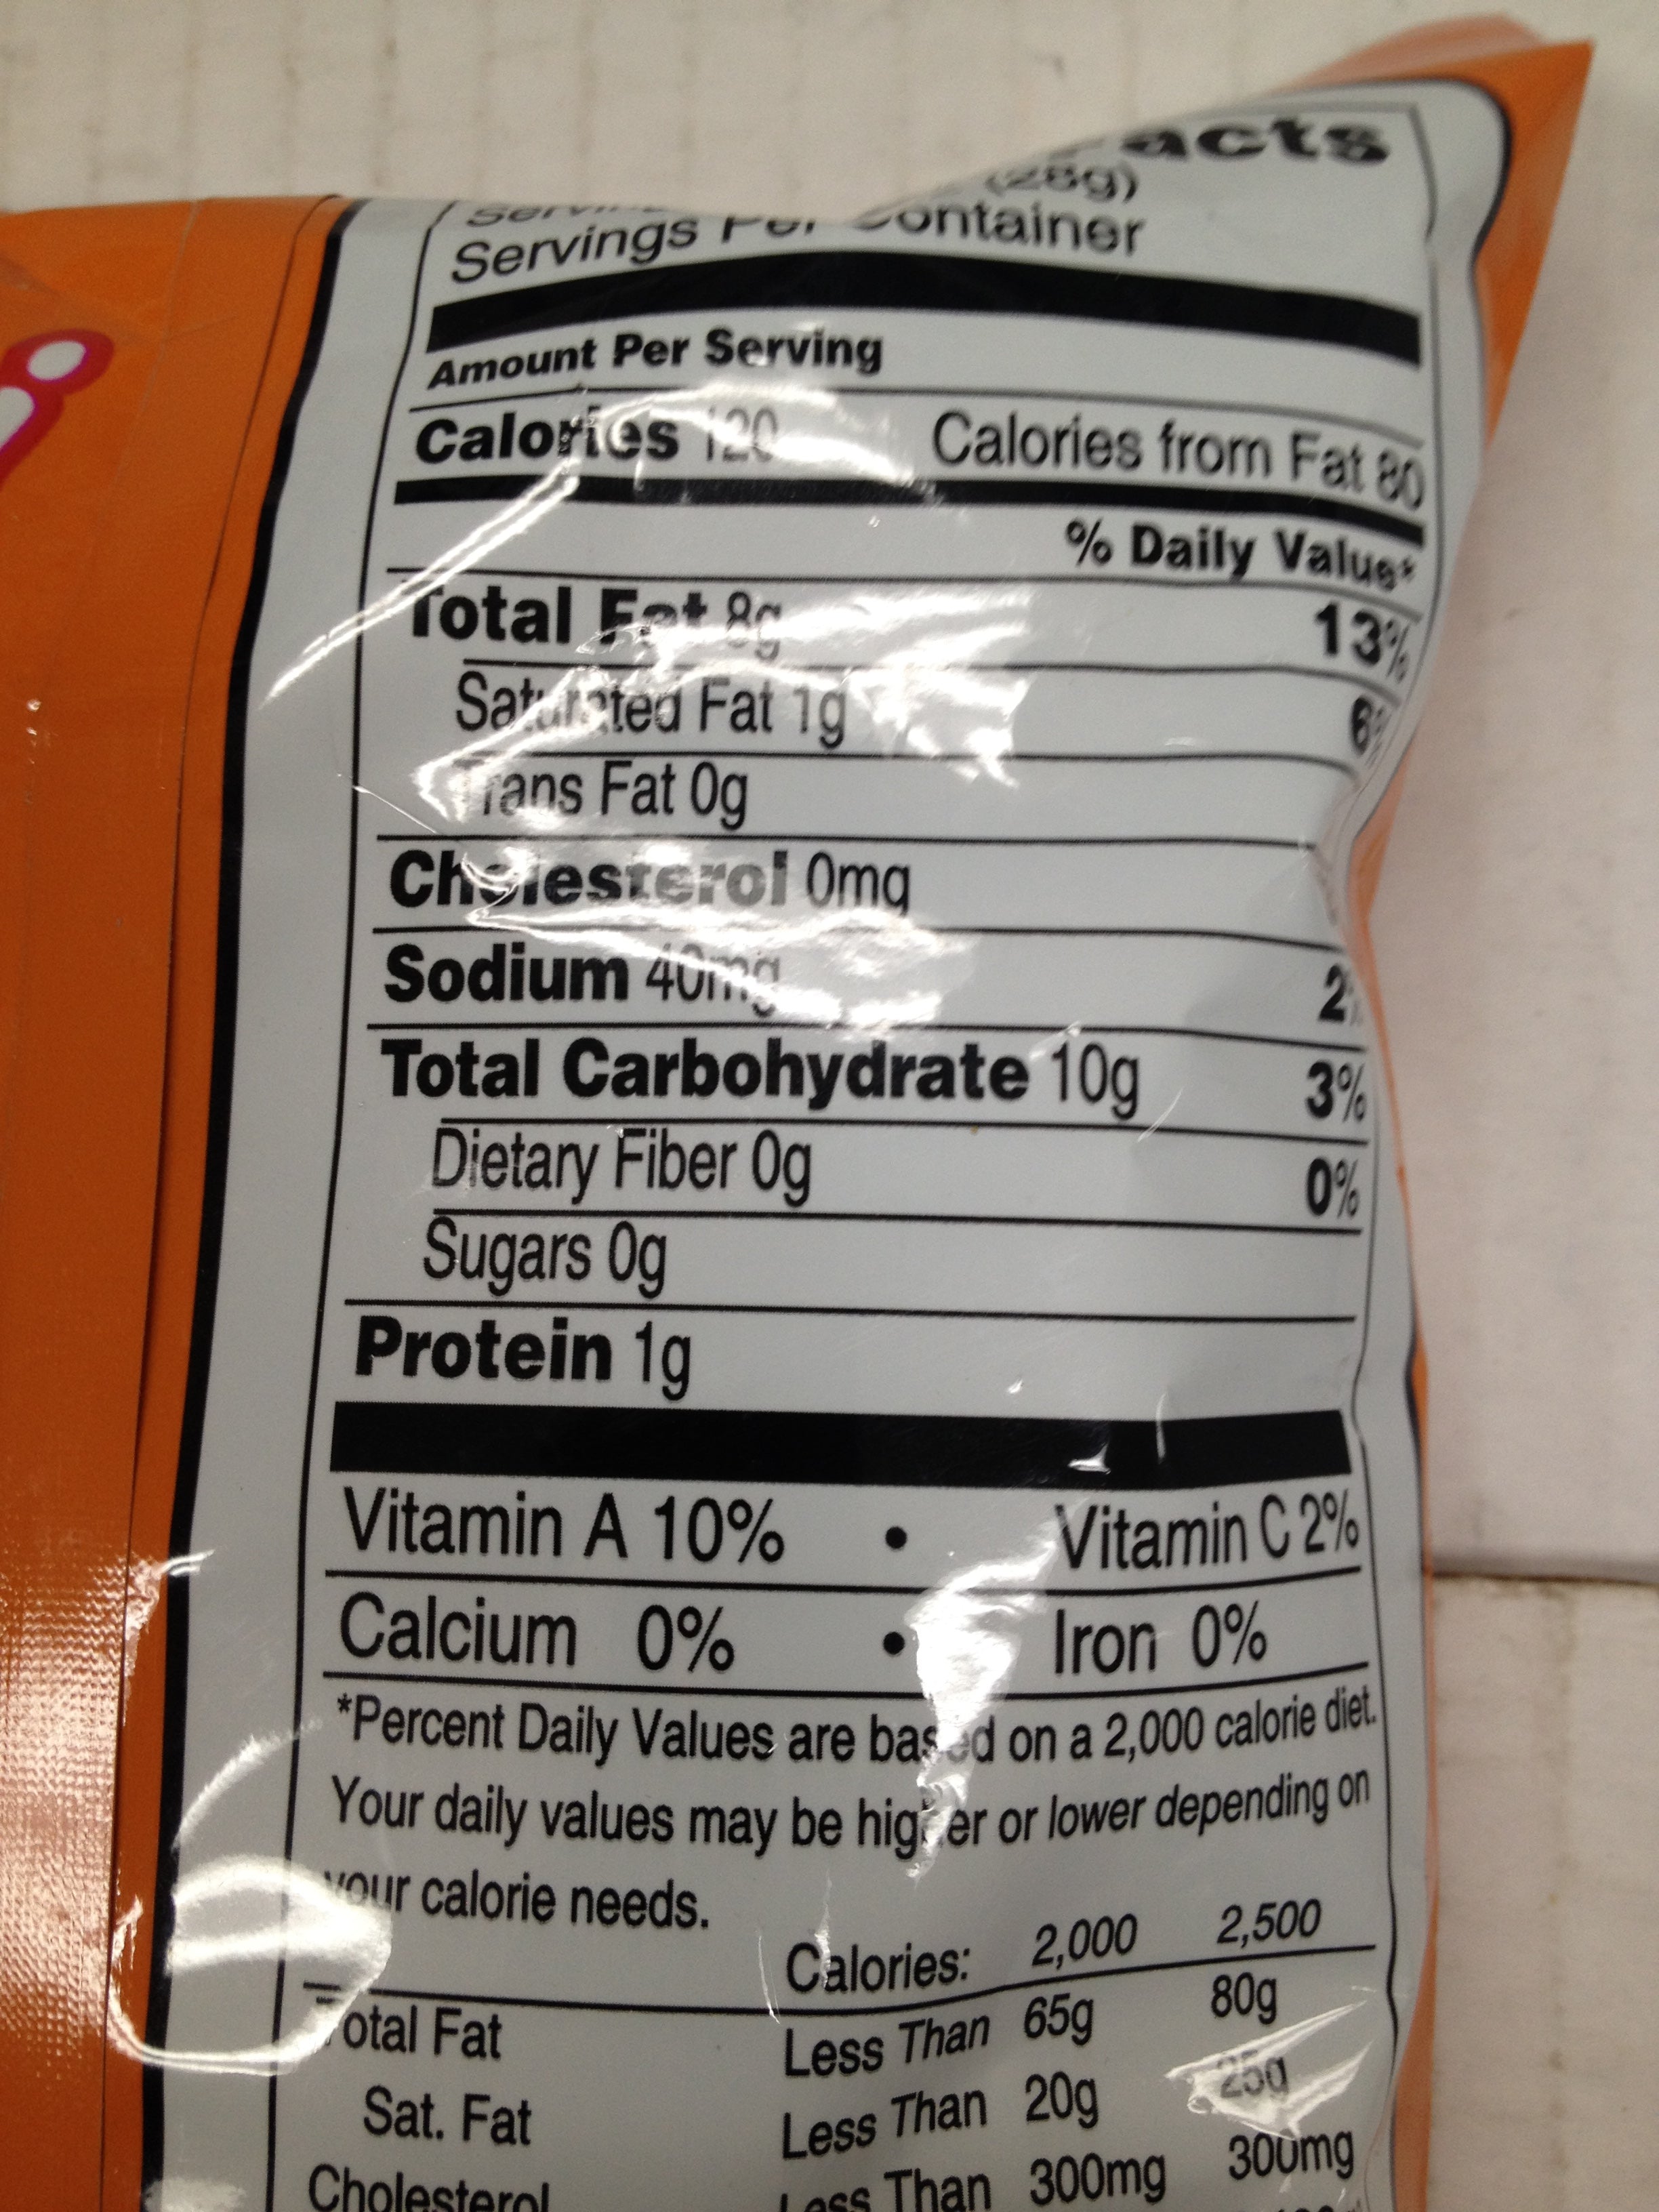 acts
(28g)
Servings Per Container
Amount Per Serving
Calories 120 Calories from Fat 80
% Daily Value*
Total Fat 8g 13%
Saturated Fat 1g 6%
Trans Fat 0g
Cholesterol 0mg
Sodium 40mg 2%
Total Carbohydrate 10g 3%
Dietary Fiber 0g 0%
Sugars 0g
Protein 1g
Vitamin A 10% • Vitamin C 2%
Calcium 0% • Iron 0%
*Percent Daily Values are based on a 2,000 calorie diet.
Your daily values may be higher or lower depending on
your calorie needs.
Calories: 2,000 2,500
Total Fat Less Than 65g 80g
Sat. Fat Less Than 20g 25g
Cholesterol Less Than 300mg 300mg